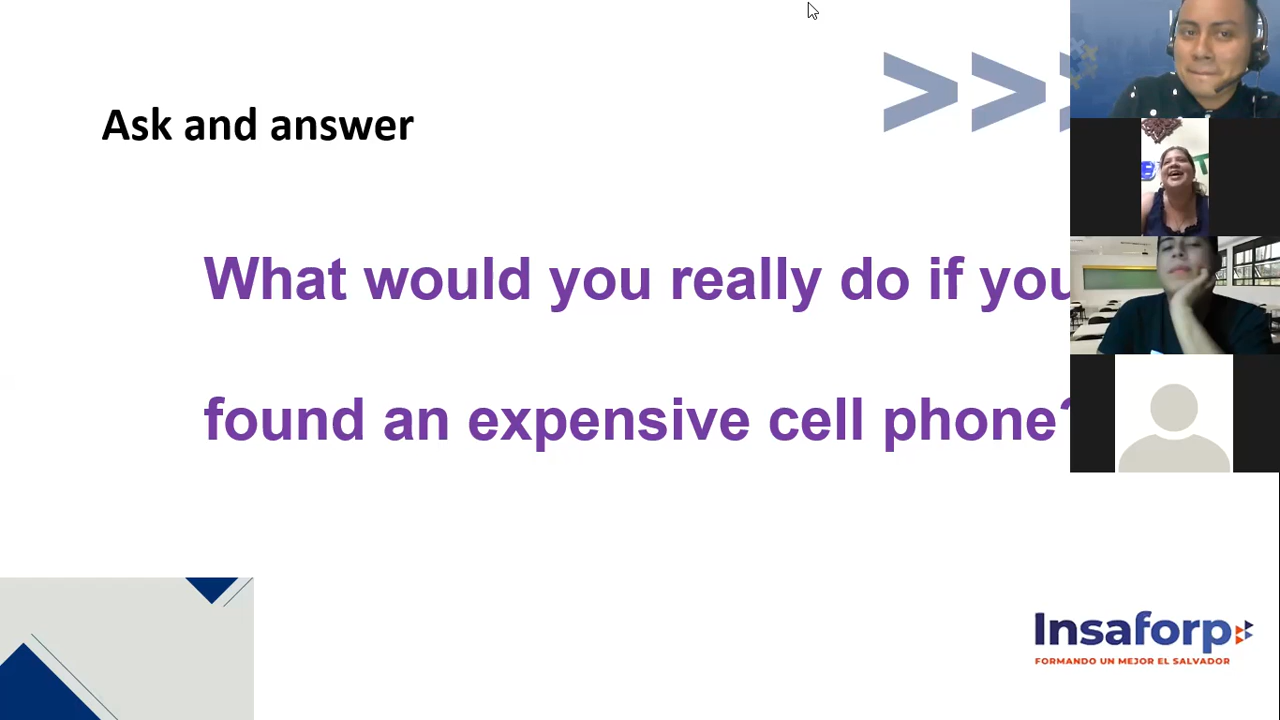 >>>
Ask and answer
What would you really do if you
found an expensive cell phone?
Insaforp
FORMANDO UN MEJOR EL SALVADOR